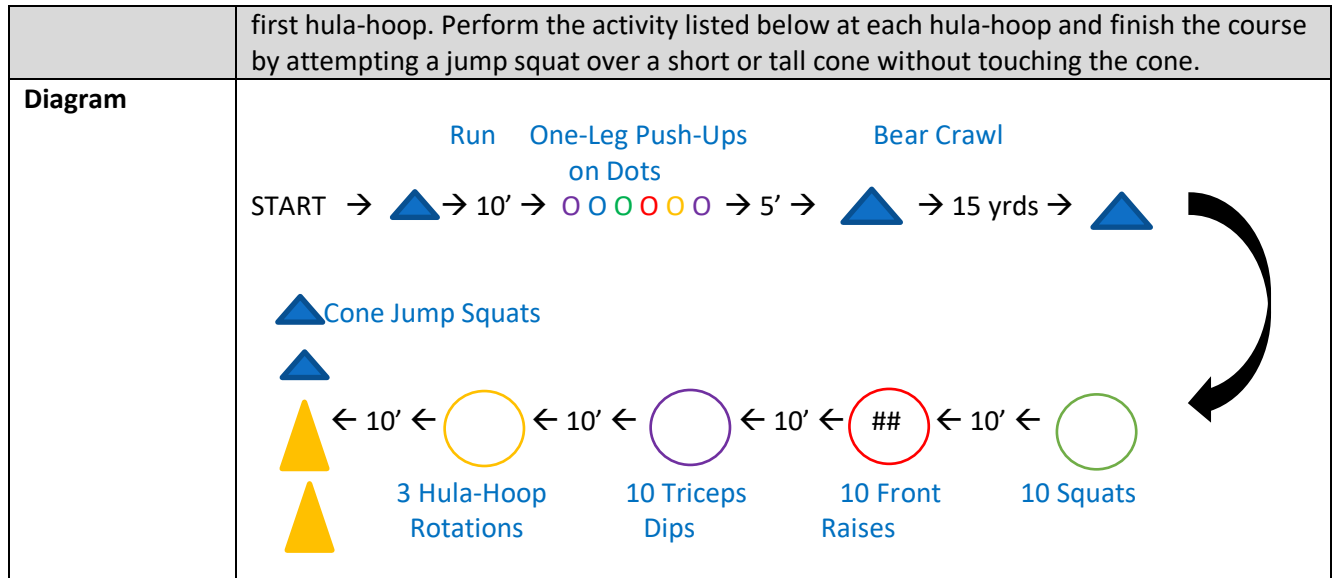 first hula-hoop. Perform the activity listed below at each hula-hoop and finish the course
by attempting a jump squat over a short or tall cone without touching the cone.
Diagram
Run One-Leg Push-Ups Bear Crawl
on Dots
START → → 10’ → O O O O O O → 5’ → → 15 yrds →
Cone Jump Squats
← 10’ ← ← 10’ ← ← 10’ ← ## ← 10’ ←
3 Hula-Hoop 10 Triceps 10 Front 10 Squats
Rotations Dips Raises